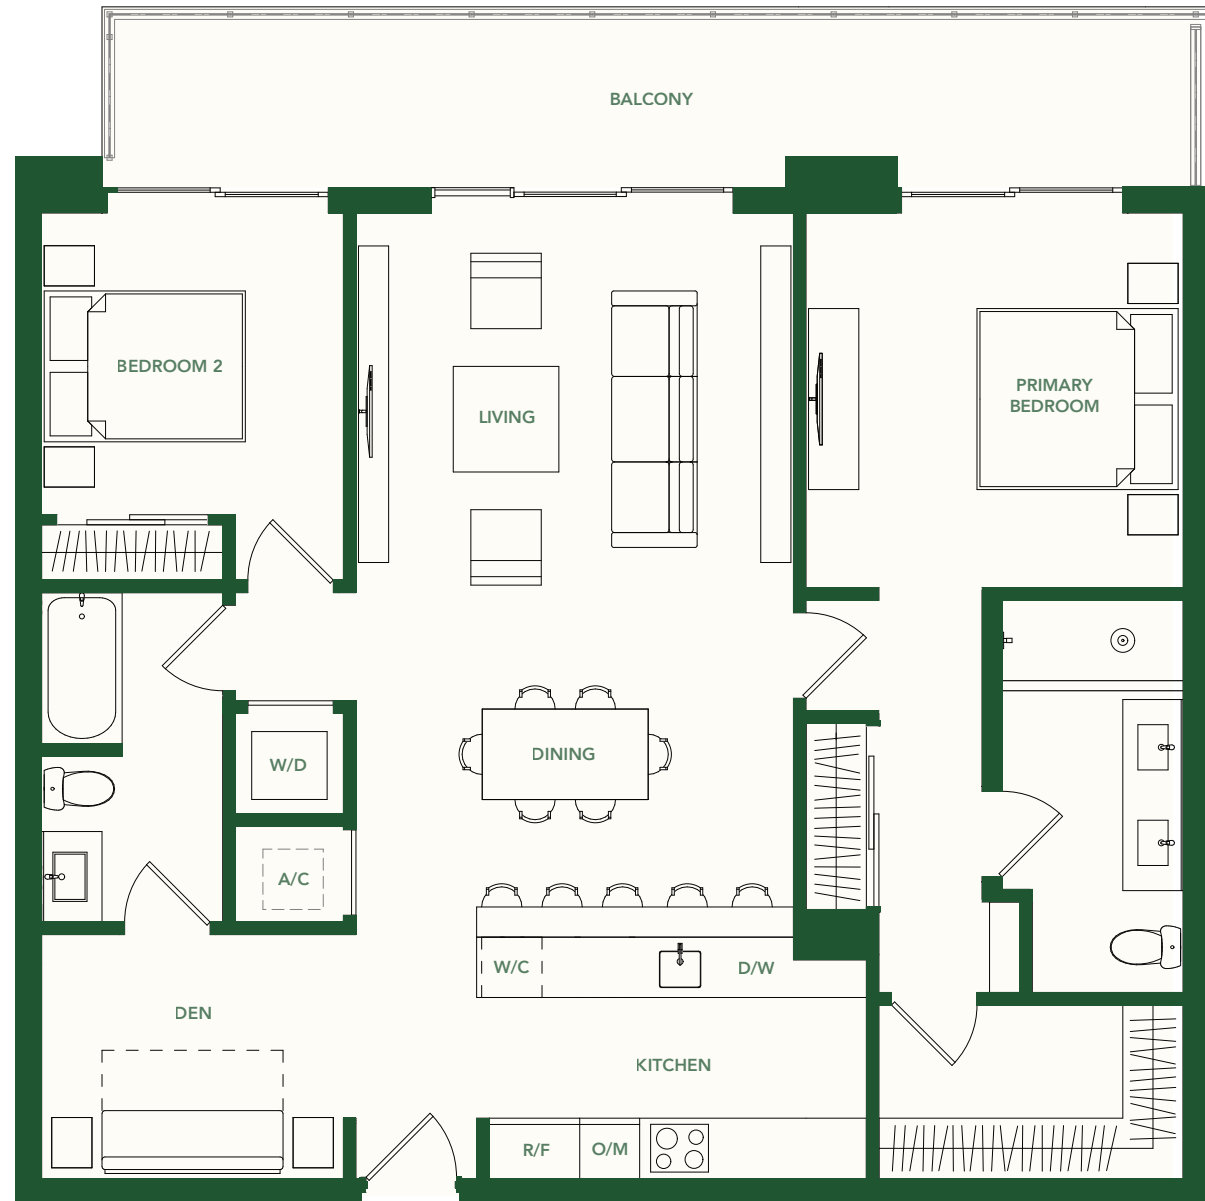 BALCONY
BEDROOM 2
LIVING
PRIMARY
BEDROOM
DINING
W/D
A/C
W/C
D/W
DEN
KITCHEN
R/F
O/M